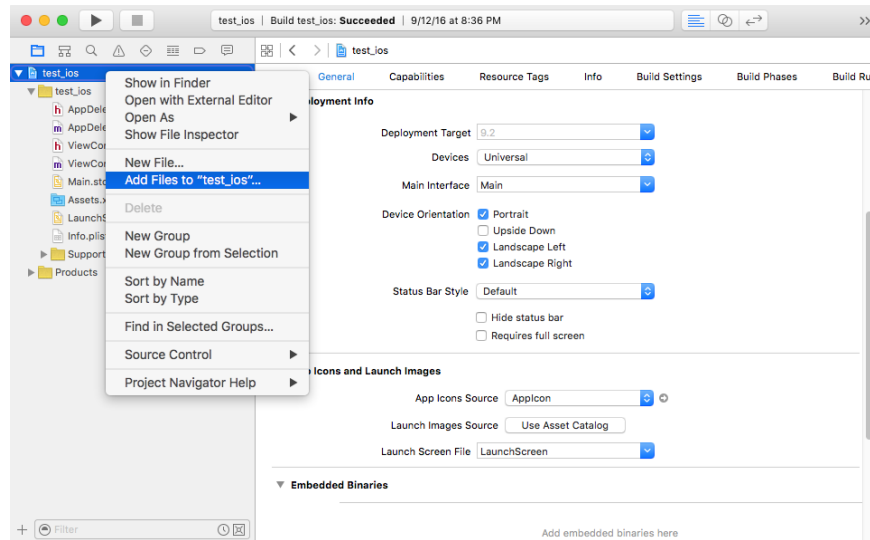 test_ios | Build test_ios: Succeeded | 9/12/16 at 8:36 PM
test_ios
test_ios
General Capabilities Resource Tags Info Build Settings Build Phases Build Ru
test_ios
h AppDele
m AppDele
h ViewCon
m ViewCon
Main.sto
Assets.x
LaunchS
Info.plis
Support
Products
Show in Finder
Open with External Editor
Open As
Show File Inspector
New File...
Add Files to “test_ios”...
Delete
New Group
New Group from Selection
Sort by Name
Sort by Type
Find in Selected Groups...
Source Control
Project Navigator Help
loyment Info
Deployment Target 9.2
Devices Universal
Main Interface Main
Device Orientation Portrait
Upside Down
Landscape Left
Landscape Right
Status Bar Style Default
Hide status bar
Requires full screen
Icons and Launch Images
App Icons Source AppIcon
Launch Images Source Use Asset Catalog
Launch Screen File LaunchScreen
Embedded Binaries
Add embedded binaries here
Filter